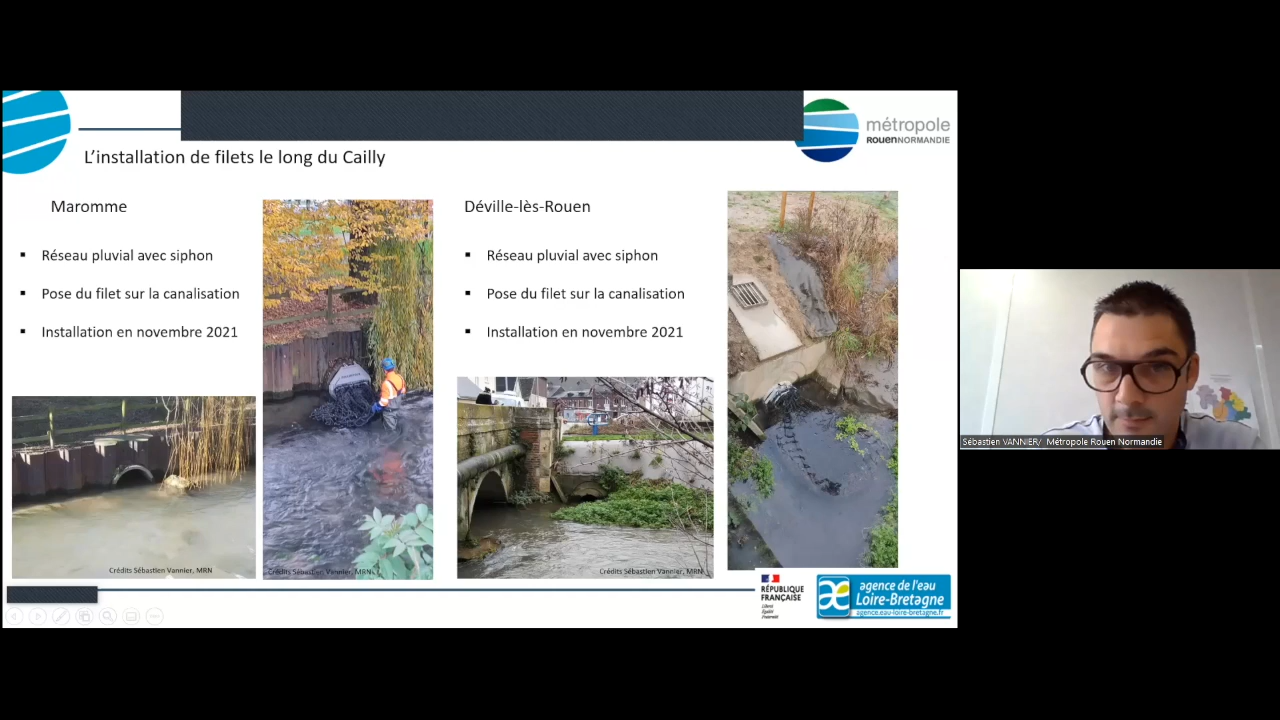 métropole
ROUENNORMANDIE
L'installation de filets le long du Cailly
Maromme
▪ Réseau pluvial avec siphon
▪ Pose du filet sur la canalisation
▪ Installation en novembre 2021
Déville-lès-Rouen
▪ Réseau pluvial avec siphon
▪ Pose du filet sur la canalisation
▪ Installation en novembre 2021
Crédits Sébastien Vannier, MRN
Crédits Sébastien Vannier, MRN
Crédits Sébastien Vannier, MRN
RÉPUBLIQUE
FRANÇAISE
Liberté
Égalité
Fraternité
agence de l'eau
Loire-Bretagne
agence.eau-loire-bretagne.fr
Sébastien VANNIER/ Métropole Rouen Normandie